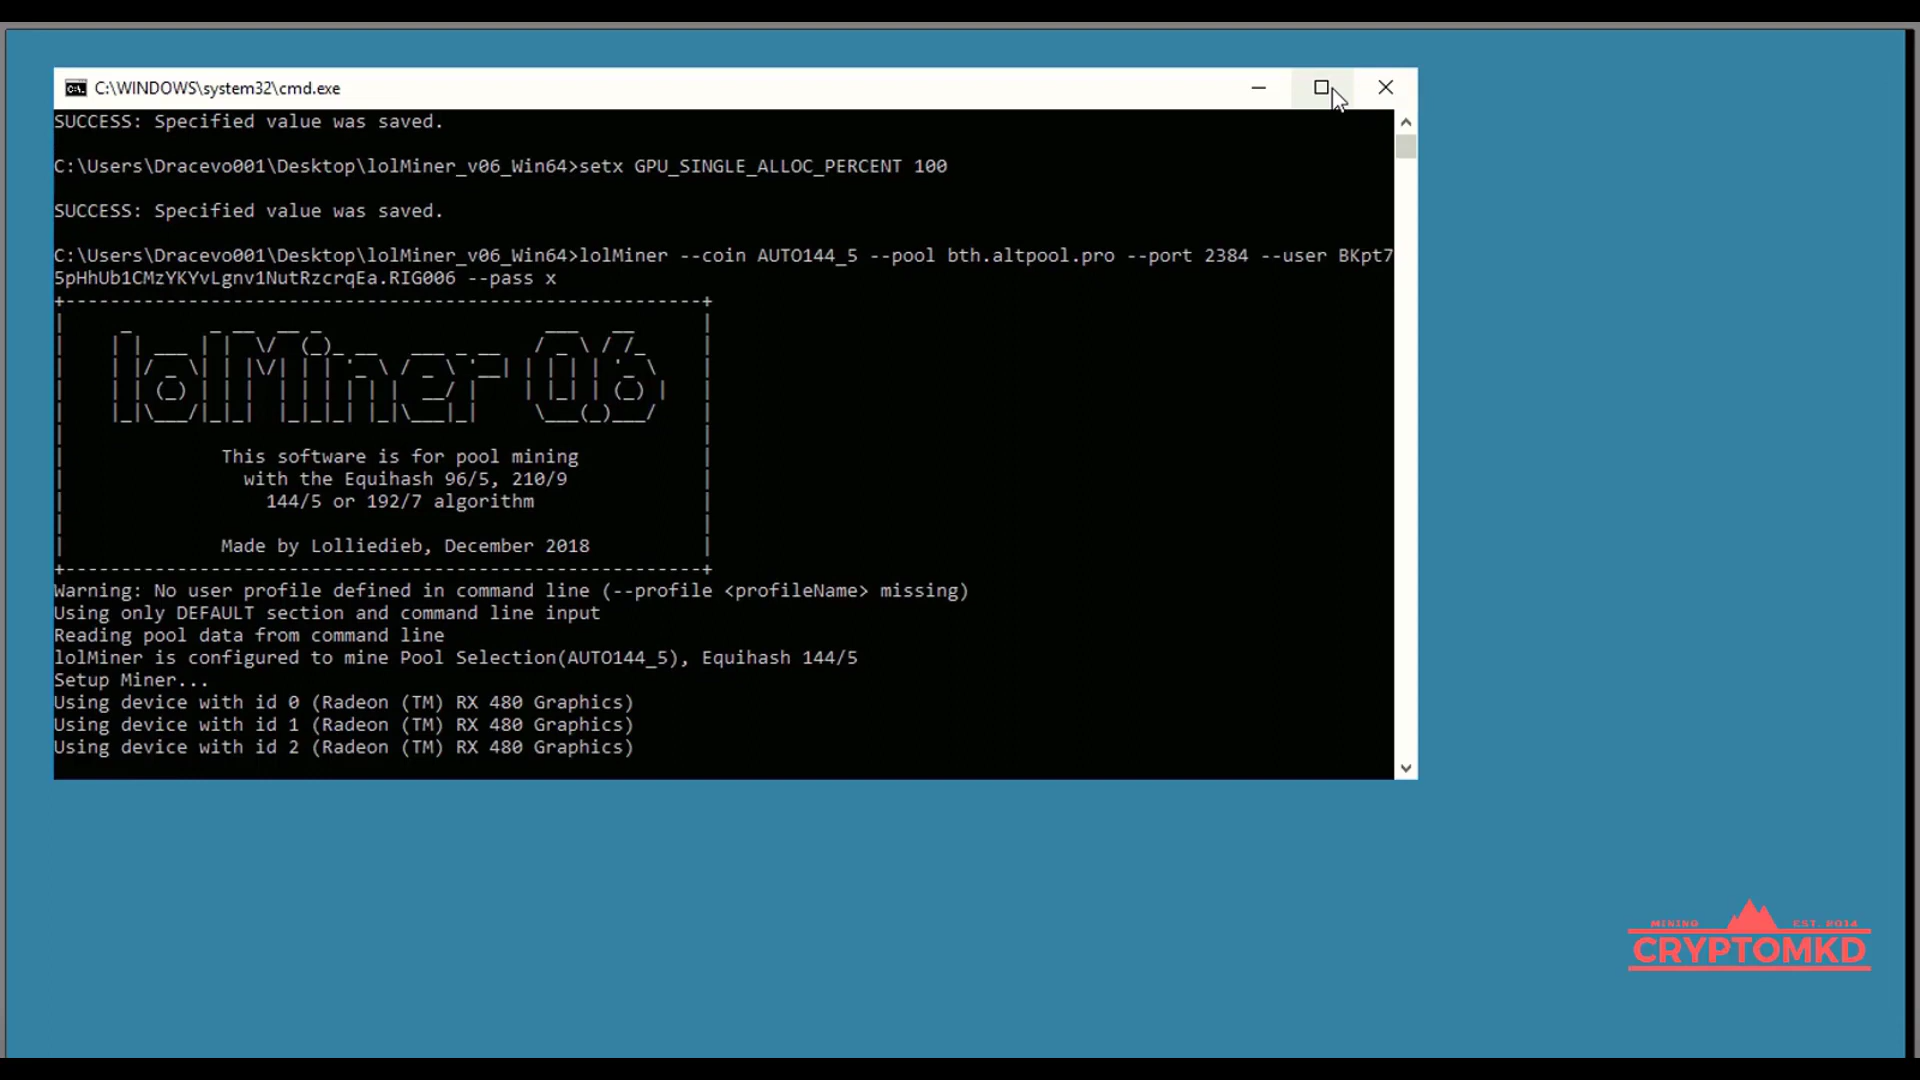 C:\WINDOWS\system32\cmd.exe
SUCCESS: Specified value was saved.
C:\Users\Dracevo001\Desktop\lolMiner_v06_Win64>setx GPU_SINGLE_ALLOC_PERCENT 100
SUCCESS: Specified value was saved.
C:\Users\Dracevo001\Desktop\lolMiner_v06_Win64>lolMiner --coin AUTO144_5 --pool bth.altpool.pro --port 2384 --user BKpt7
5pHhUb1CMzYKYvLgnv1NutRzcrqEa.RIG006 --pass x
lolMiner 0.6
This software is for pool mining
with the Equihash 96/5, 210/9
144/5 or 192/7 algorithm
Made by Lolliedieb, December 2018
Warning: No user profile defined in command line (--profile <profileName> missing)
Using only DEFAULT section and command line input
Reading pool data from command line
lolMiner is configured to mine Pool Selection(AUTO144_5), Equihash 144/5
Setup Miner...
Using device with id 0 (Radeon (TM) RX 480 Graphics)
Using device with id 1 (Radeon (TM) RX 480 Graphics)
Using device with id 2 (Radeon (TM) RX 480 Graphics)
MINING EST. 2014
CRYPTOMKD